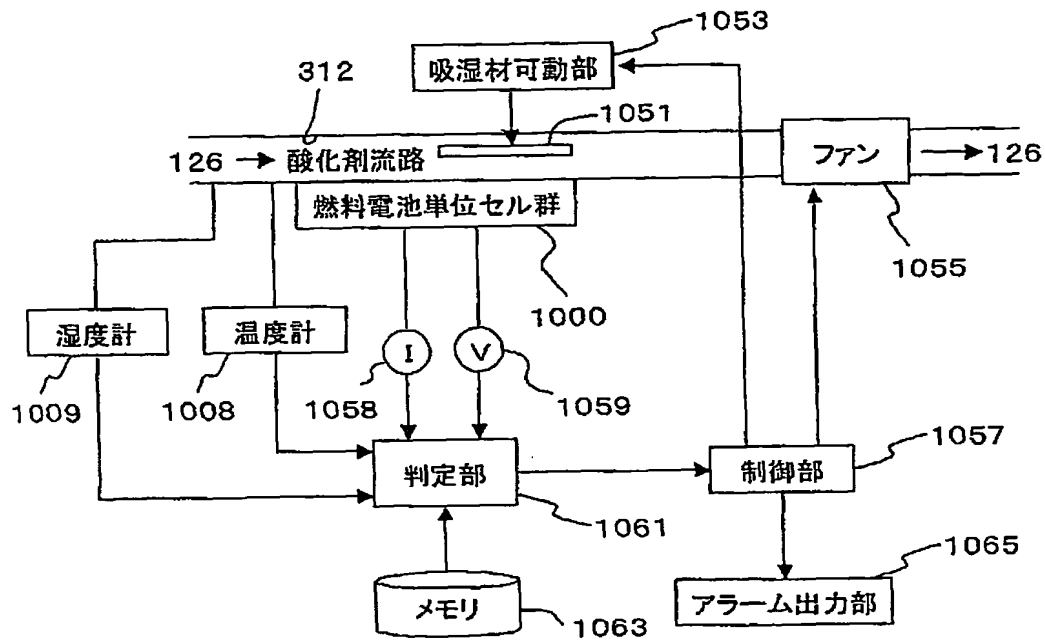 1053
吸湿材可動部
312
1051
126 → 酸化剤流路
ファン
→ 126
燃料電池単位セル群
1055
1000
湿度計
温度計
I
V
1009
1008
1058
1059
1057
判定部
制御部
1061
1065
メモリ
1063
アラーム出力部